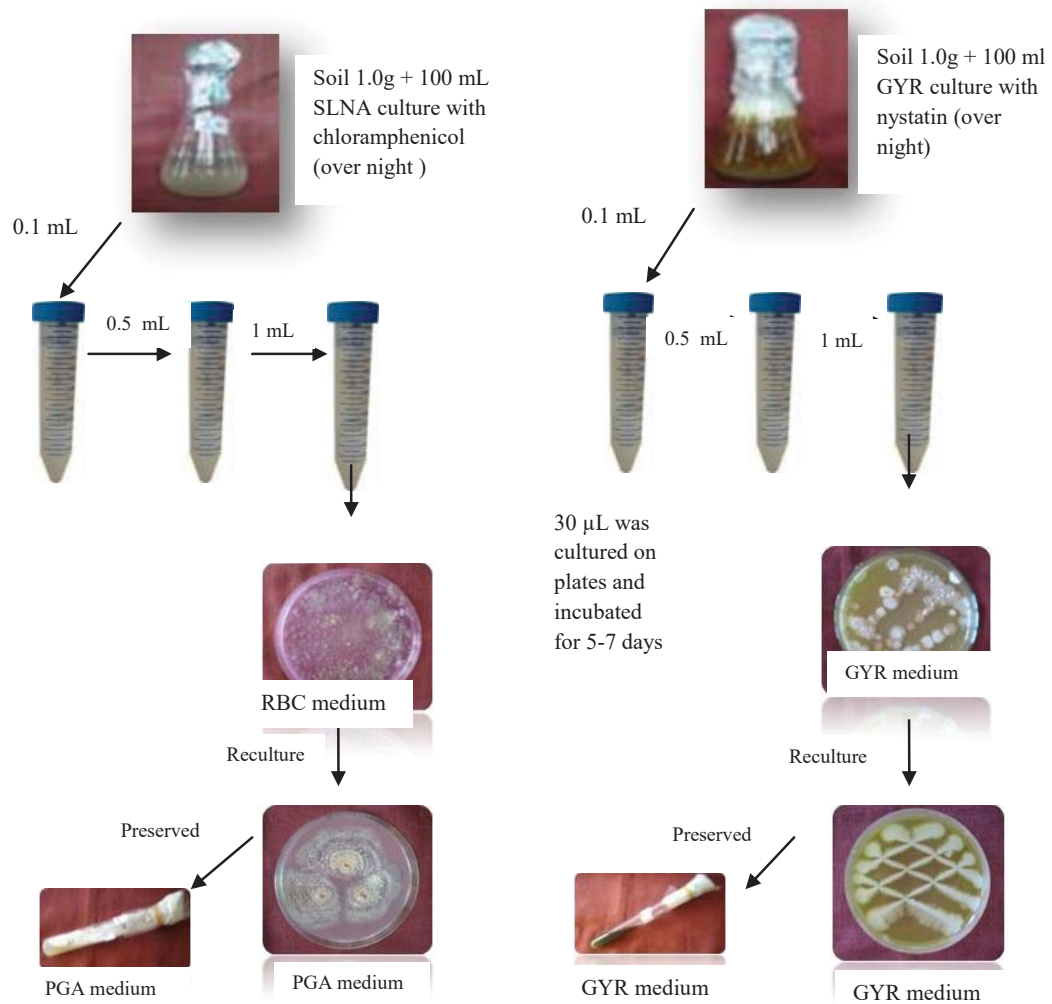 Soil 1.0g + 100 mL
SLNA culture with
chloramphenicol
(over night )
Soil 1.0g + 100 ml
GYR culture with
nystatin (over
night)
0.1 mL
0.1 mL
0.5 mL
1 mL
0.5 mL
1 mL
30 µL was
cultured on
plates and
incubated
for 5-7 days
RBC medium
GYR medium
Reculture
Reculture
Preserved
Preserved
PGA medium
PGA medium
GYR medium
GYR medium